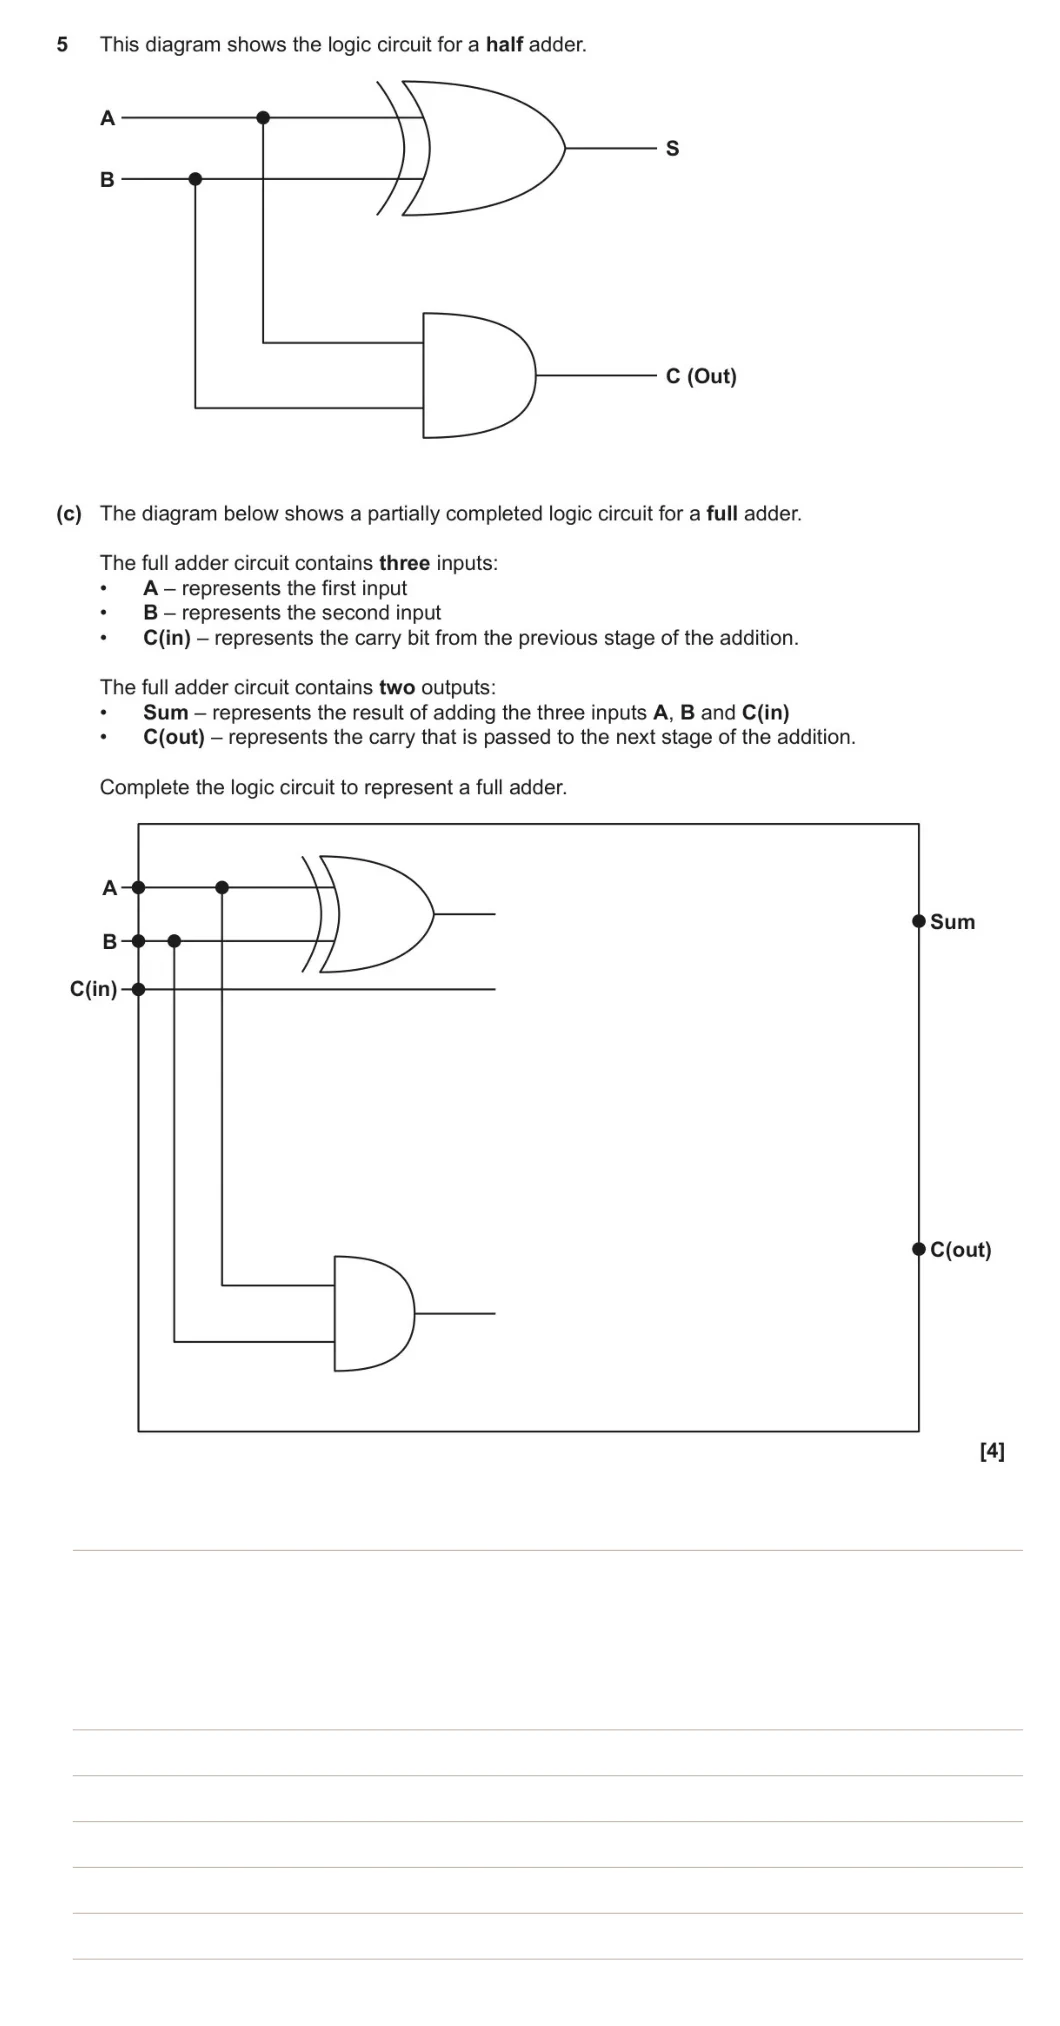 5 This diagram shows the logic circuit for a half adder.
A
S
B
C (Out)
(c) The diagram below shows a partially completed logic circuit for a full adder.
The full adder circuit contains three inputs:
• A – represents the first input
• B – represents the second input
• C(in) – represents the carry bit from the previous stage of the addition.
The full adder circuit contains two outputs:
• Sum – represents the result of adding the three inputs A, B and C(in)
• C(out) – represents the carry that is passed to the next stage of the addition.
Complete the logic circuit to represent a full adder.
A
Sum
B
C(in)
C(out)
[4]